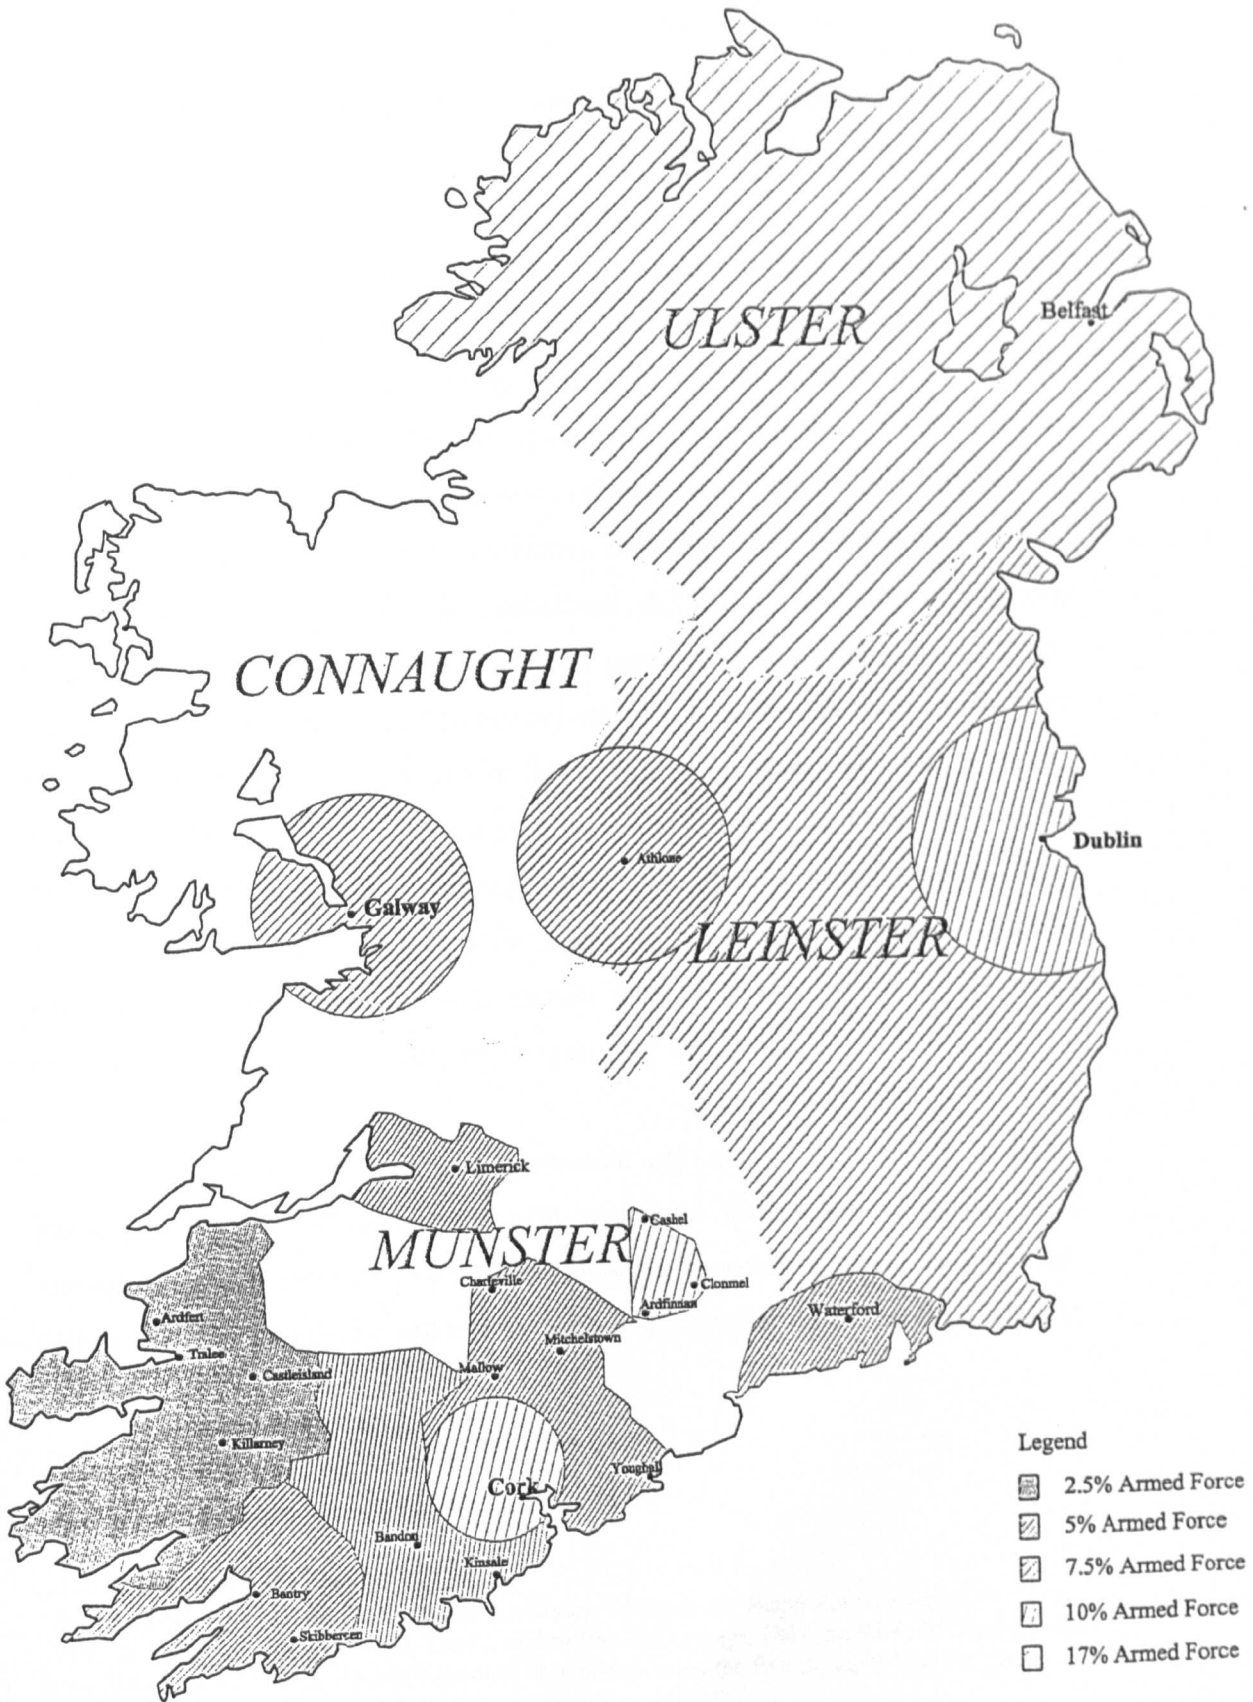 ULSTER
Belfast
CONNAUGHT
Athlone
Dublin
Galway
LEINSTER
Limerick
Cashel
MUNSTER
Charleville
Clonmel
Ardfinnan
Waterford
Ardfert
Mitchelstown
Tralee
Mallow
Castleisland
Killarney
Youghal
Cork
Bandon
Kinsale
Bantry
Skibbereen
Legend
2.5% Armed Force
5% Armed Force
7.5% Armed Force
10% Armed Force
17% Armed Force